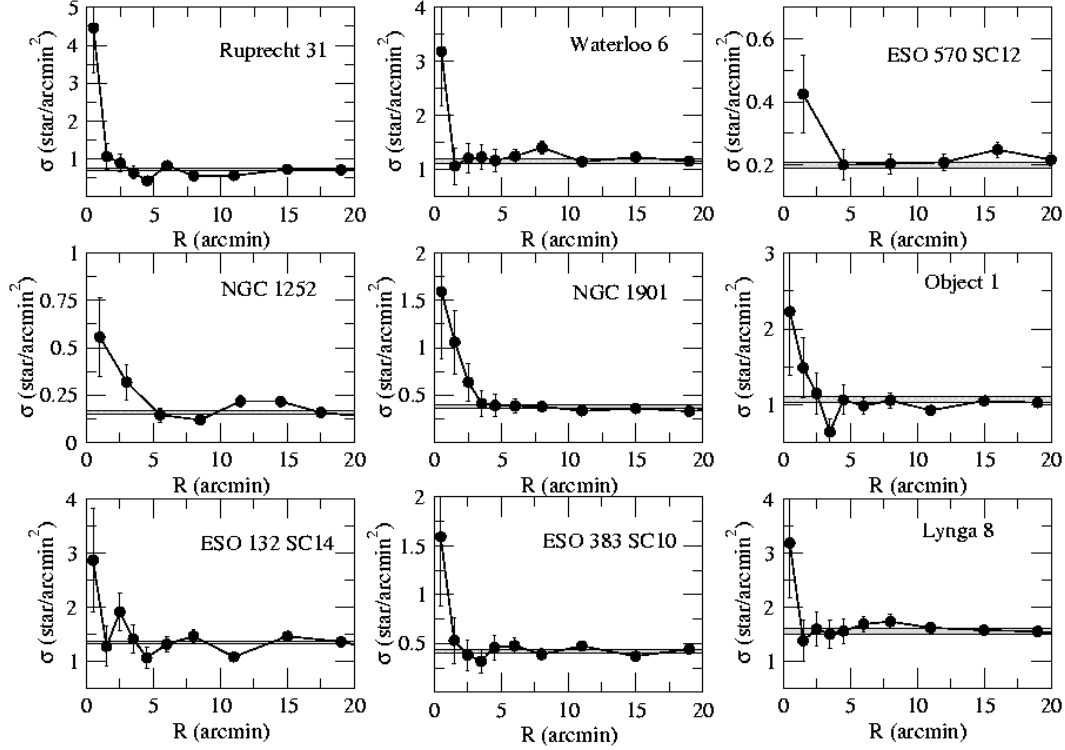 5
4
3
2
1
Ruprecht 31
σ (star/arcmin²)
0 5 10 15 20
R (arcmin)
4
3
2
1
Waterloo 6
σ (star/arcmin²)
0 5 10 15 20
R (arcmin)
0.6
0.4
0.2
ESO 570 SC12
σ (star/arcmin²)
0 5 10 15 20
R (arcmin)
1
0.75
0.5
0.25
0
NGC 1252
σ (star/arcmin²)
0 5 10 15 20
R (arcmin)
2
1.5
1
0.5
NGC 1901
σ (star/arcmin²)
0 5 10 15 20
R (arcmin)
3
2
1
Object 1
σ (star/arcmin²)
0 5 10 15 20
R (arcmin)
4
3
2
1
ESO 132 SC14
σ (star/arcmin²)
0 5 10 15 20
R (arcmin)
2
1.5
1
0.5
ESO 383 SC10
σ (star/arcmin²)
0 5 10 15 20
R (arcmin)
4
3
2
1
Lynga 8
σ (star/arcmin²)
0 5 10 15 20
R (arcmin)